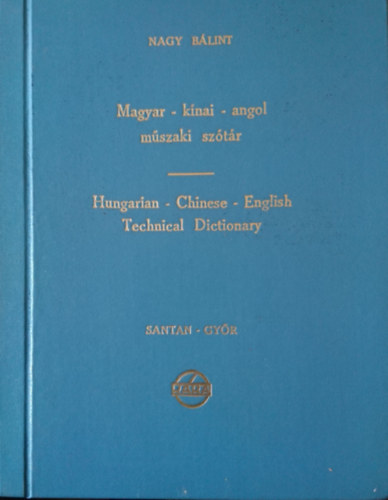 NAGY BÁLINT
Magyar - kínai - angol
műszaki szótár
Hungarian - Chinese - English
Technical Dictionary
SANTAN - GYŐR